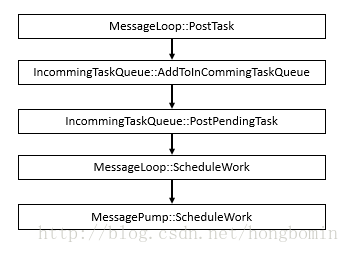 MessageLoop::PostTask
IncommingTaskQueue::AddToInCommingTaskQueue
IncommingTaskQueue::PostPendingTask
MessageLoop::ScheduleWork
MessagePump::ScheduleWork
http://blog.csdn.net/hongbomin